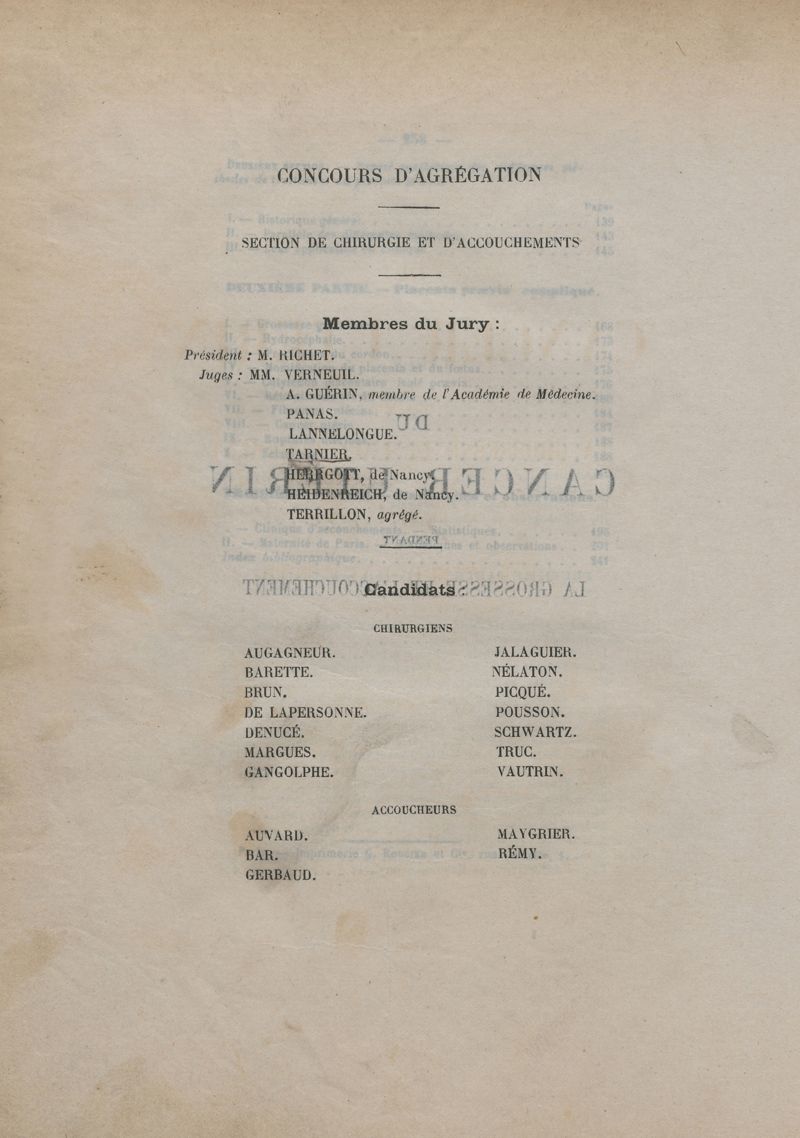 CONCOURS D'AGRÉGATION
SECTION DE CHIRURGIE ET D'ACCOUCHEMENTS
Membres du Jury :
Président : M. RICHET.
Juges : MM. VERNEUIL.
A. GUÉRIN, membre de l'Académie de Médecine.
PANAS.
LANNELONGUE.
TARNIER.
HERRGOTT, de Nancy.
HEIDENREICH, de Nancy.
TERRILLON, agrégé.
Candidats :
CHIRURGIENS
AUGAGNEUR. JALAGUIER.
BARETTE. NÉLATON.
BRUN. PICQUÉ.
DE LAPERSONNE. POUSSON.
DENUCÉ. SCHWARTZ.
MARGUES. TRUC.
GANGOLPHE. VAUTRIN.
ACCOUCHEURS
AUVARD. MAYGRIER.
BAR. RÉMY.
GERBAUD.